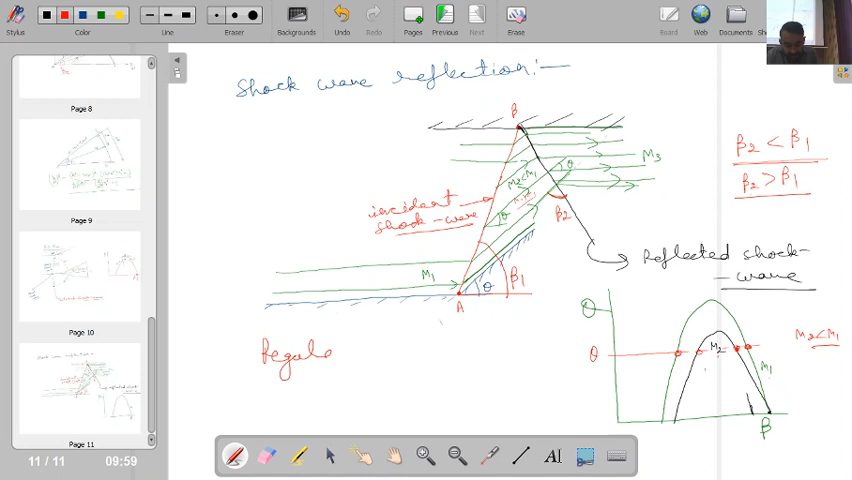 Stylus
Color
Line
Eraser
Backgrounds
Undo
Pages
Previous
Next
Erase
Board
Web
Documents
Page 8
Page 9
Page 10
Page 11
11 / 11
09:59
Shock wave reflection:-
B
M3
β2 < β1
β2 > β1
M2<M1
θ
incident
shock-wave
θ
β2
Reflected shock-
-wave
M1
θ
β1
A
θ
M2<M1
Regula
θ
M2
M1
β
AI